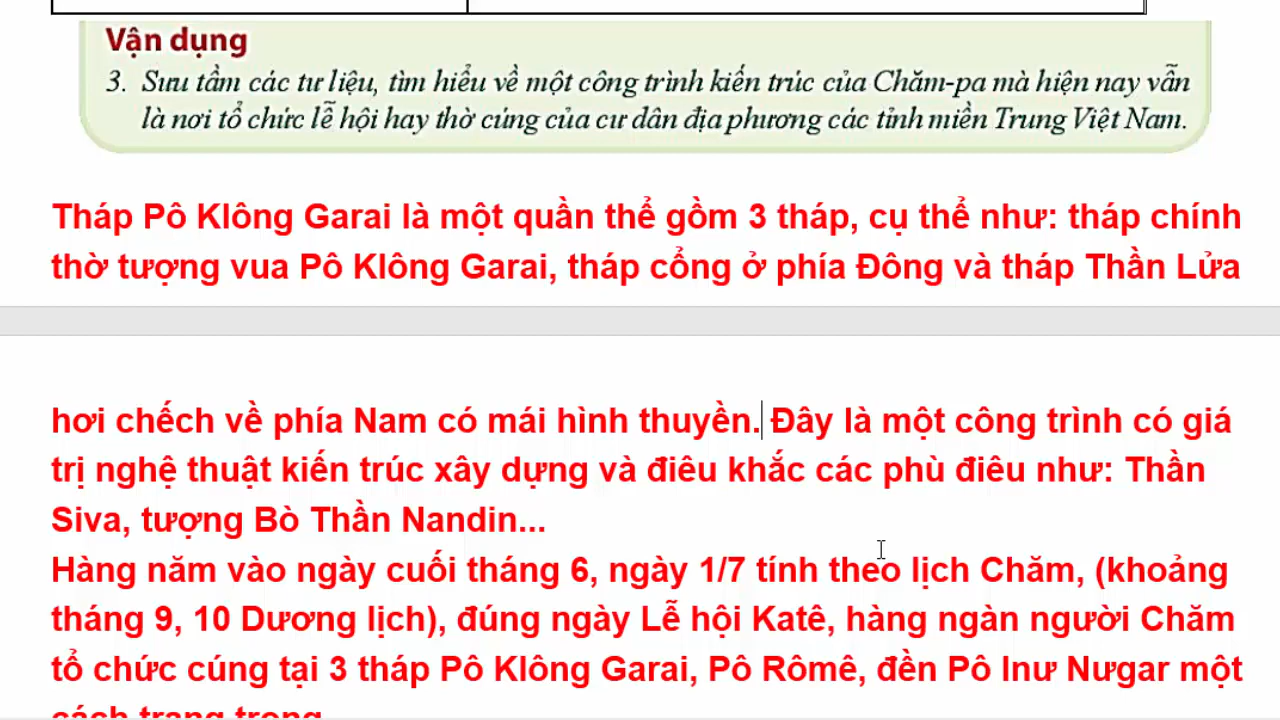 Vận dụng
3. Sưu tầm các tư liệu, tìm hiểu về một công trình kiến trúc của Chăm-pa mà hiện nay vẫn
là nơi tổ chức lễ hội hay thờ cúng của cư dân địa phương các tỉnh miền Trung Việt Nam.
Tháp Pô Klông Garai là một quần thể gồm 3 tháp, cụ thể như: tháp chính
thờ tượng vua Pô Klông Garai, tháp cổng ở phía Đông và tháp Thần Lửa
hơi chếch về phía Nam có mái hình thuyền. Đây là một công trình có giá
trị nghệ thuật kiến trúc xây dựng và điêu khắc các phù điêu như: Thần
Siva, tượng Bò Thần Nandin...
Hàng năm vào ngày cuối tháng 6, ngày 1/7 tính theo lịch Chăm, (khoảng
tháng 9, 10 Dương lịch), đúng ngày Lễ hội Katê, hàng ngàn người Chăm
tổ chức cúng tại 3 tháp Pô Klông Garai, Pô Rômê, đền Pô Inư Nưgar một
cách trang trọng